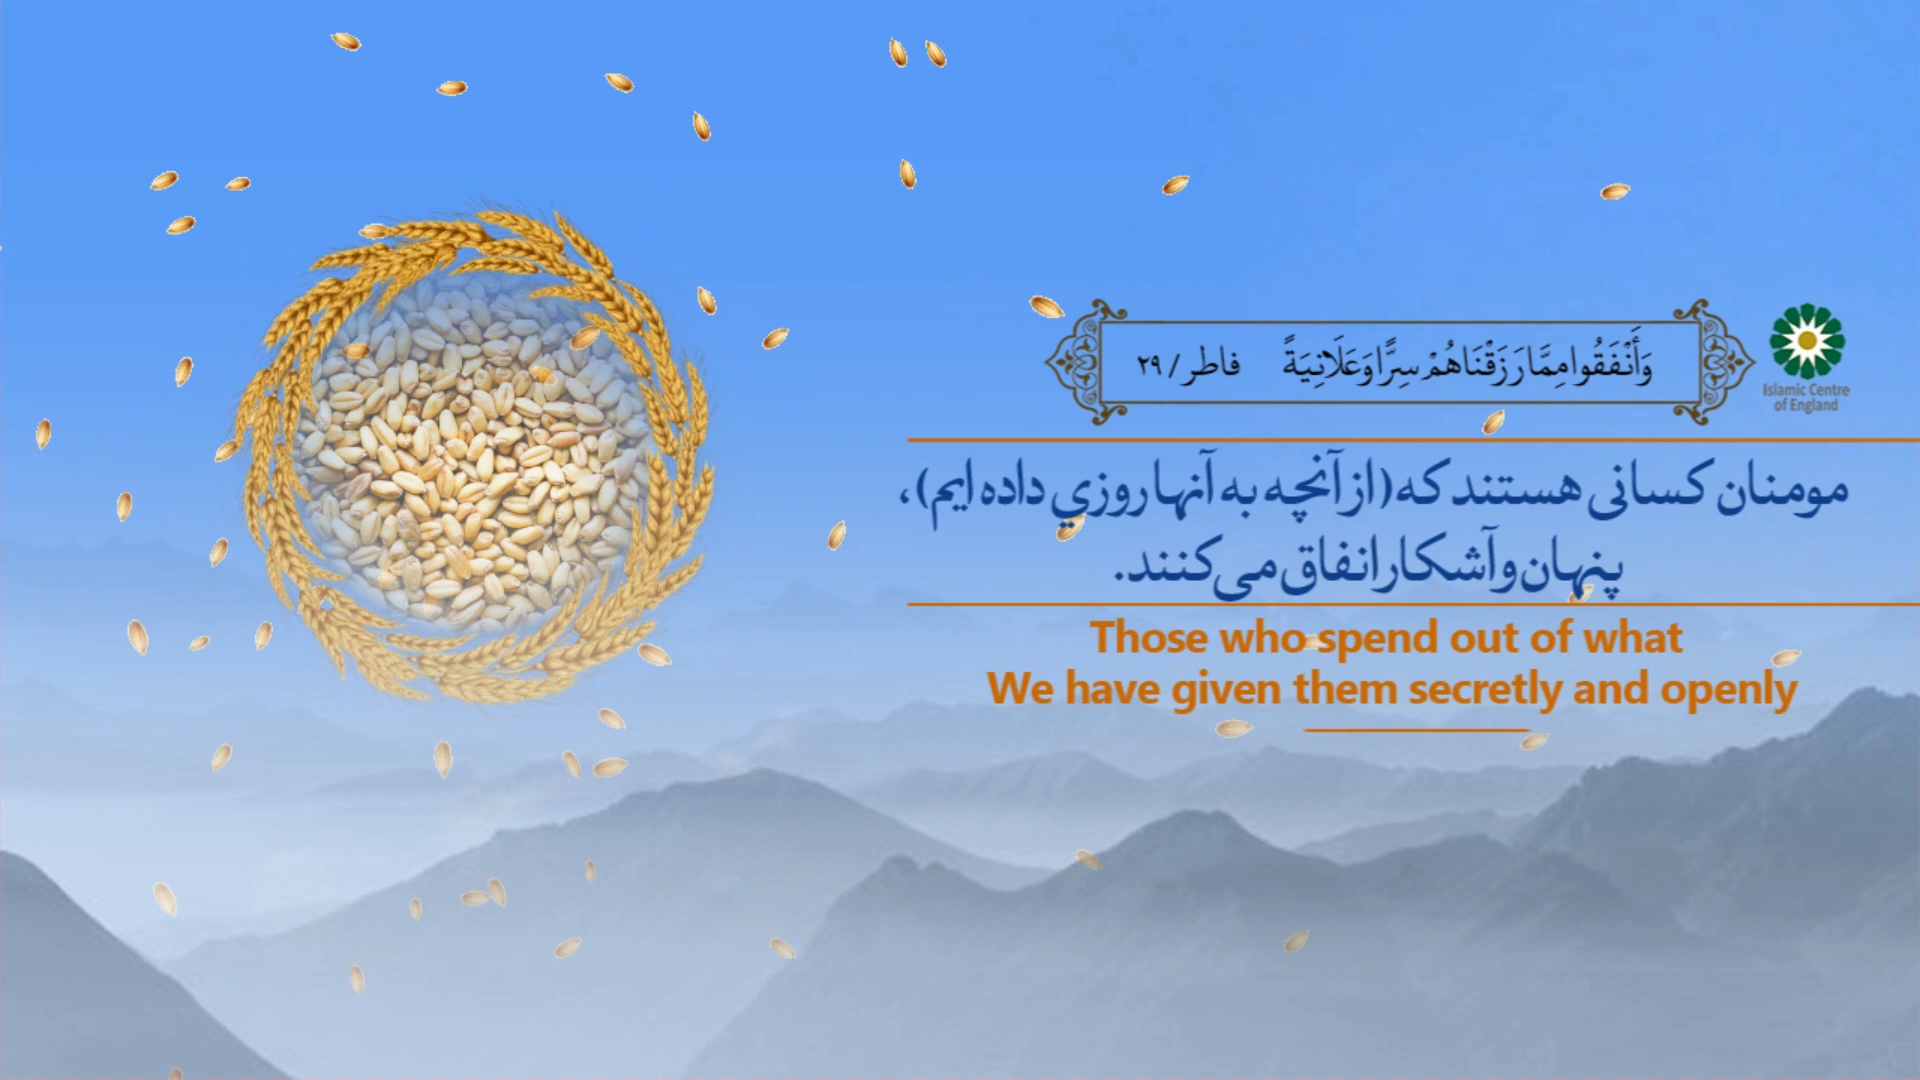 وَأَنْفَقُوا مِمَّا رَزَقْنَاهُمْ سِرًّا وَعَلَانِيَةً فاطر / ۲۹
Islamic Centre
of England
مومنان کسانی هستند که (از آنچه به آنها روزي داده ایم)،
پنهان و آشکار انفاق می‌کنند.
Those who spend out of what
We have given them secretly and openly